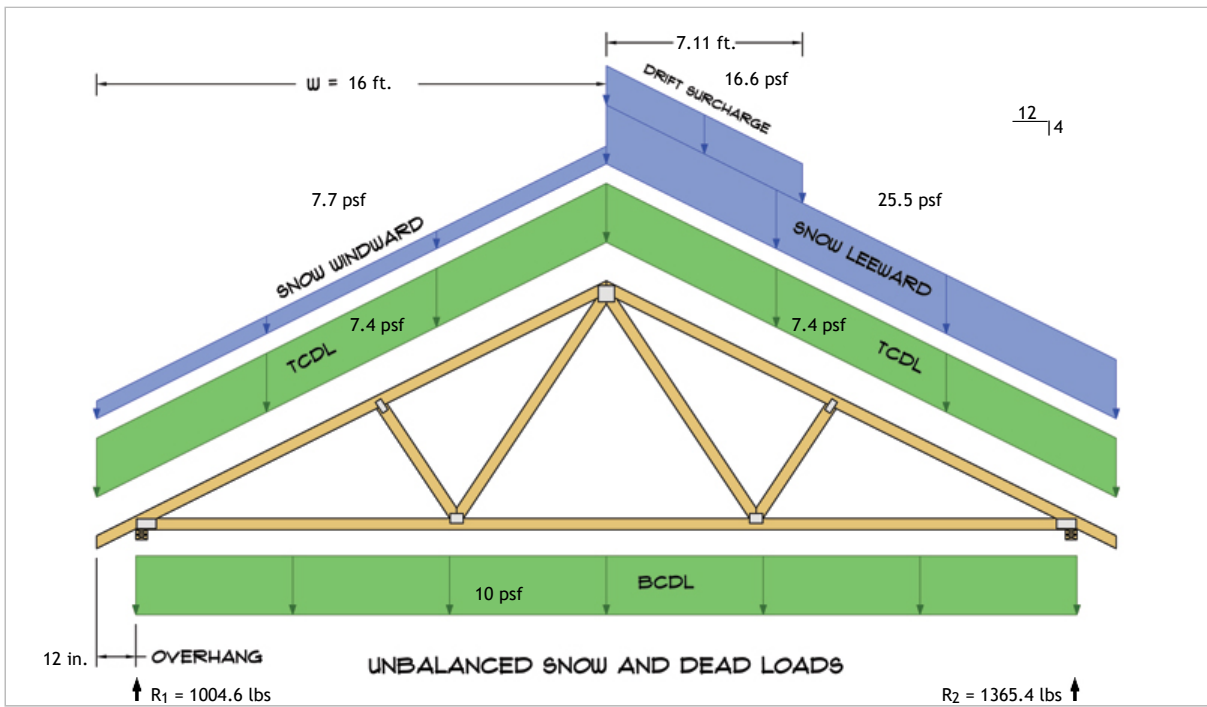 7.11 ft.
W = 16 ft.
DRIFT SURCHARGE
16.6 psf
12
4
7.7 psf
25.5 psf
SNOW WINDWARD
SNOW LEEWARD
7.4 psf
7.4 psf
TCDL
TCDL
10 psf
BCDL
12 in.
OVERHANG
UNBALANCED SNOW AND DEAD LOADS
R1 = 1004.6 lbs
R2 = 1365.4 lbs